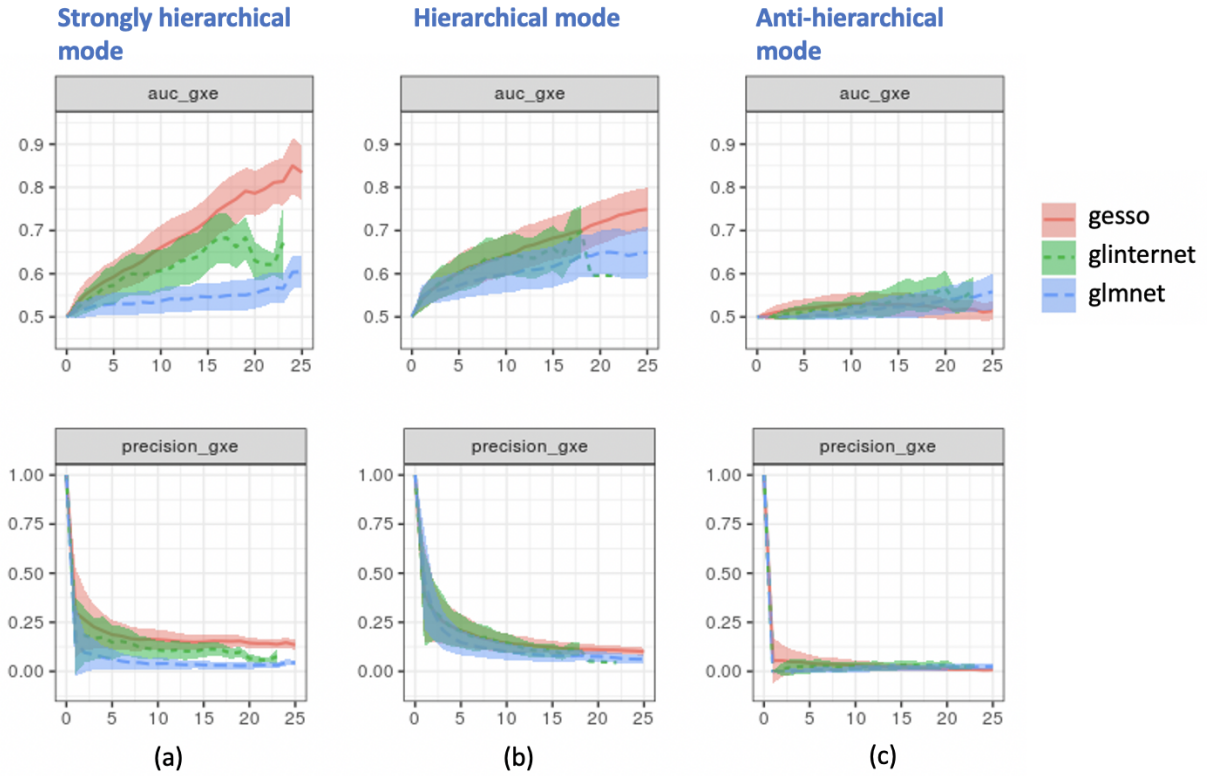 Strongly hierarchical
mode
Hierarchical mode
Anti-hierarchical
mode
auc_gxe
auc_gxe
auc_gxe
0.9
0.8
0.7
0.6
0.5
0 5 10 15 20 25
0.9
0.8
0.7
0.6
0.5
0 5 10 15 20 25
0.9
0.8
0.7
0.6
0.5
0 5 10 15 20 25
gesso
glinternet
glmnet
precision_gxe
precision_gxe
precision_gxe
1.00
0.75
0.50
0.25
0.00
0 5 10 15 20 25
1.00
0.75
0.50
0.25
0.00
0 5 10 15 20 25
1.00
0.75
0.50
0.25
0.00
0 5 10 15 20 25
(a)
(b)
(c)